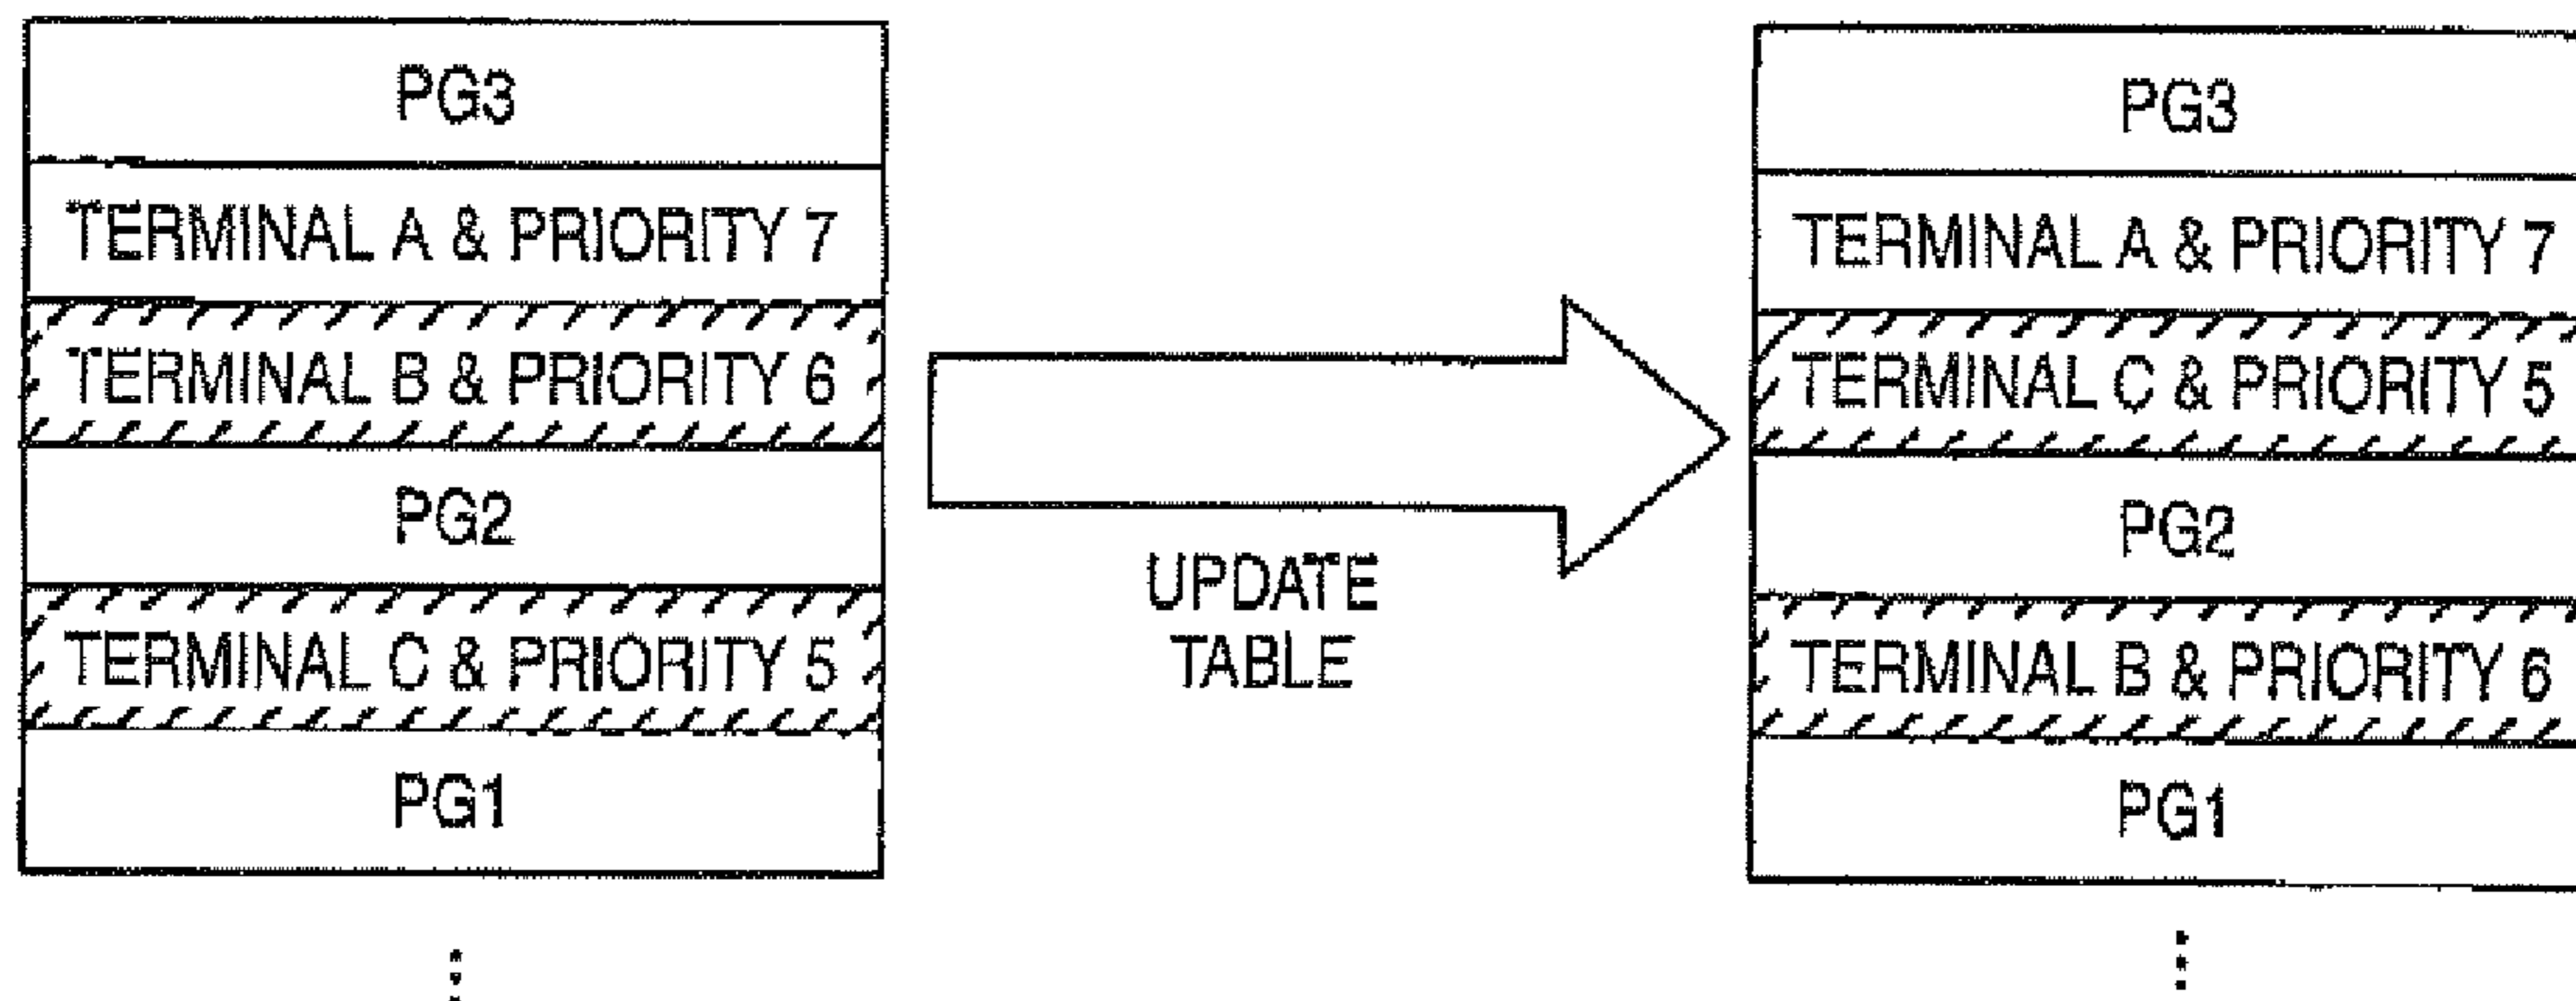 PG3
TERMINAL A & PRIORITY 7
TERMINAL B & PRIORITY 6
PG2
TERMINAL C & PRIORITY 5
PG1
UPDATE
TABLE
PG3
TERMINAL A & PRIORITY 7
TERMINAL C & PRIORITY 5
PG2
TERMINAL B & PRIORITY 6
PG1